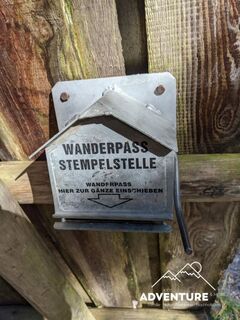 WANDERPASS
STEMPELSTELLE
WANDERPASS
HIER ZUR GÄNZE EINSCHIEBEN
ADVENTURE